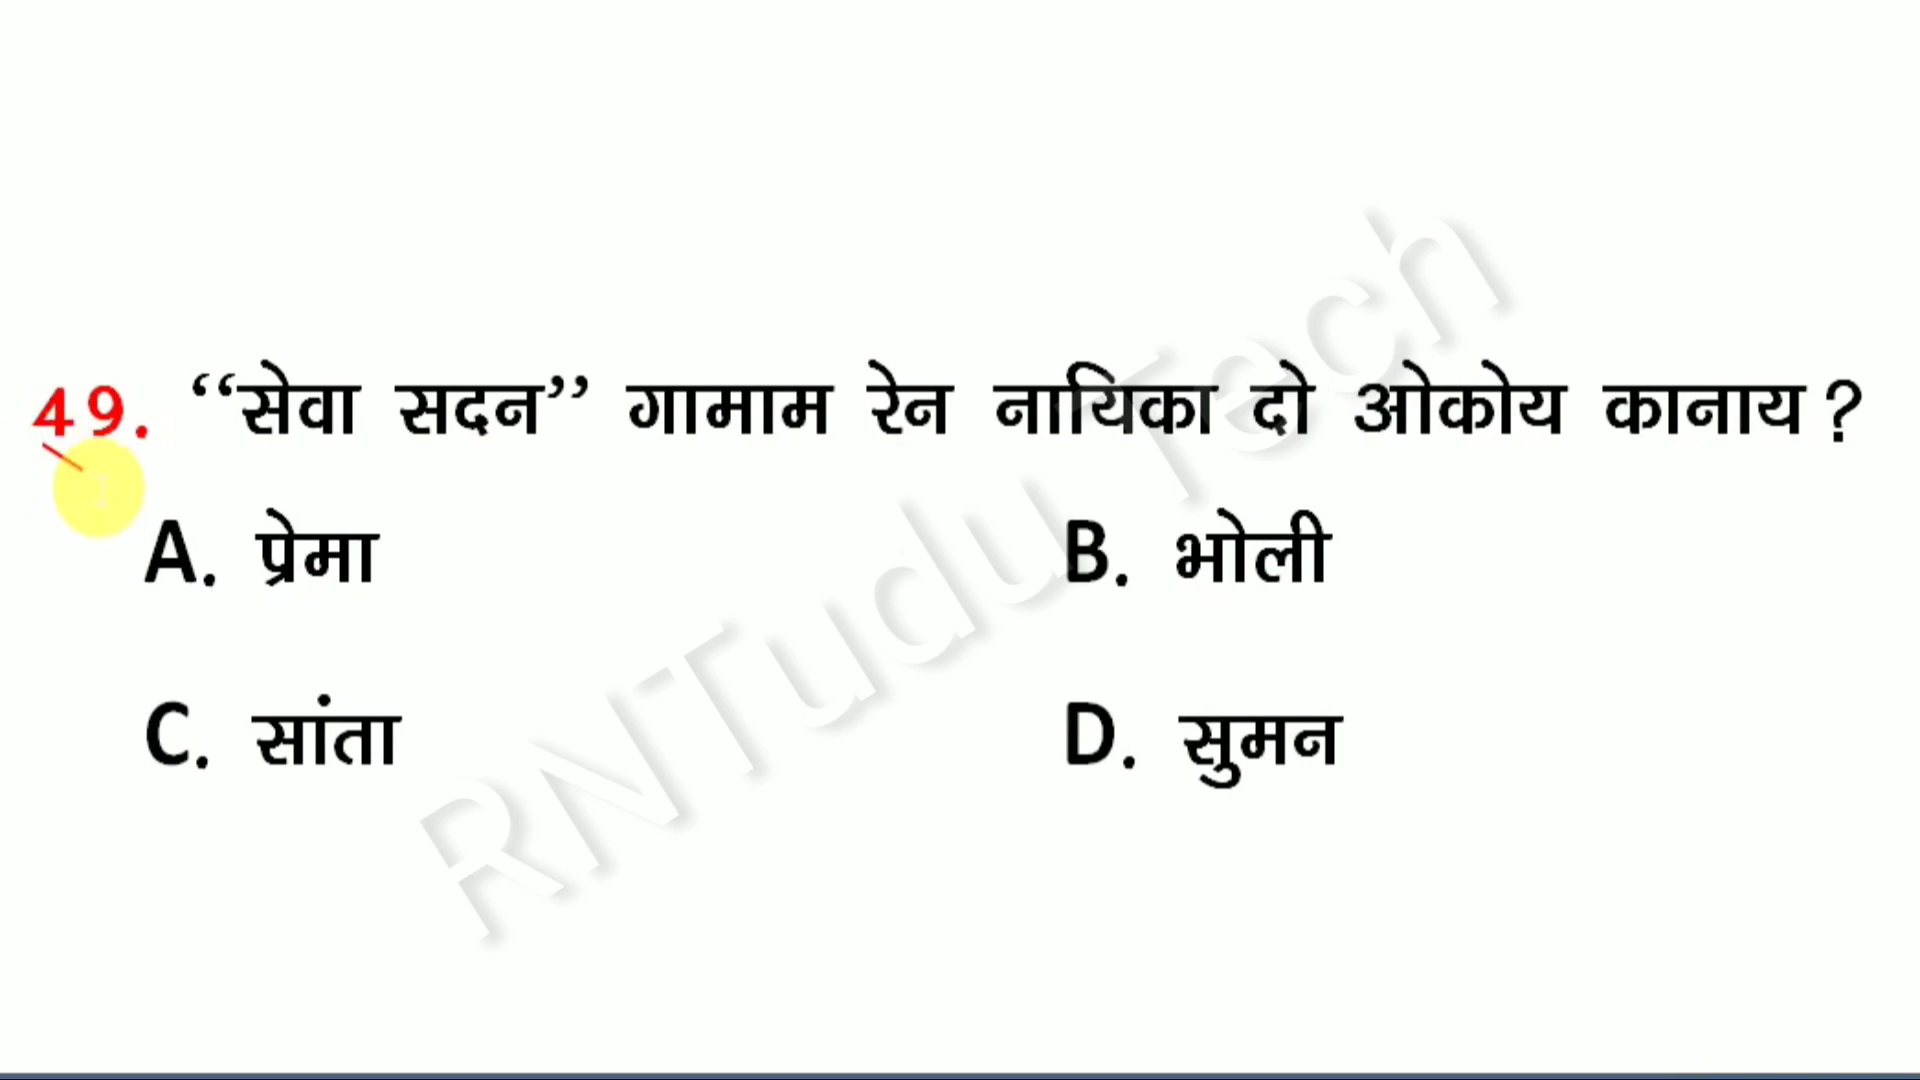 49. “सेवा सदन” गामाम रेन नायिका दो ओकोय कानाय?
A. प्रेमा B. भोली
C. सांता D. सुमन
RNTudu Tech